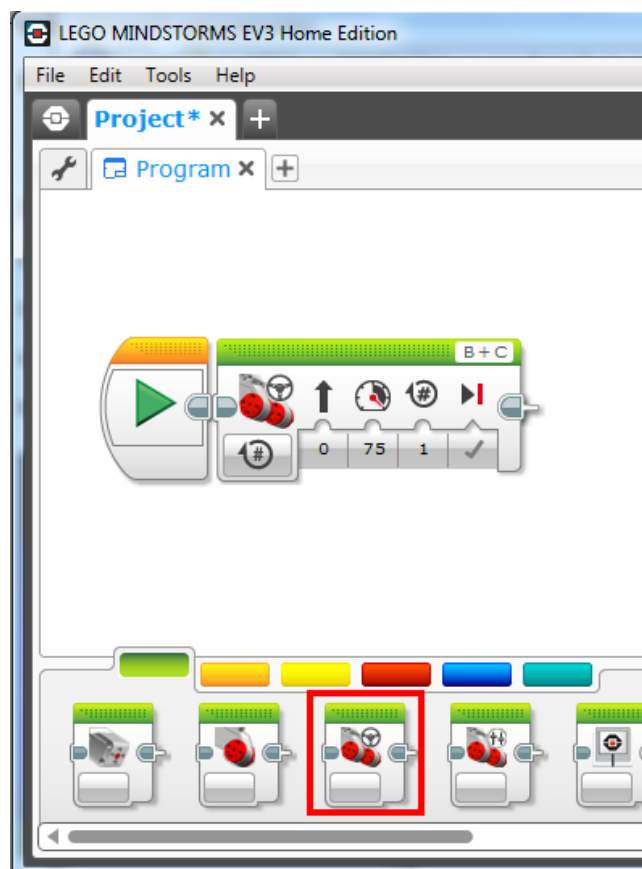 LEGO MINDSTORMS EV3 Home Edition
File Edit Tools Help
Project*
Program
B+C
#
# 0 75 1